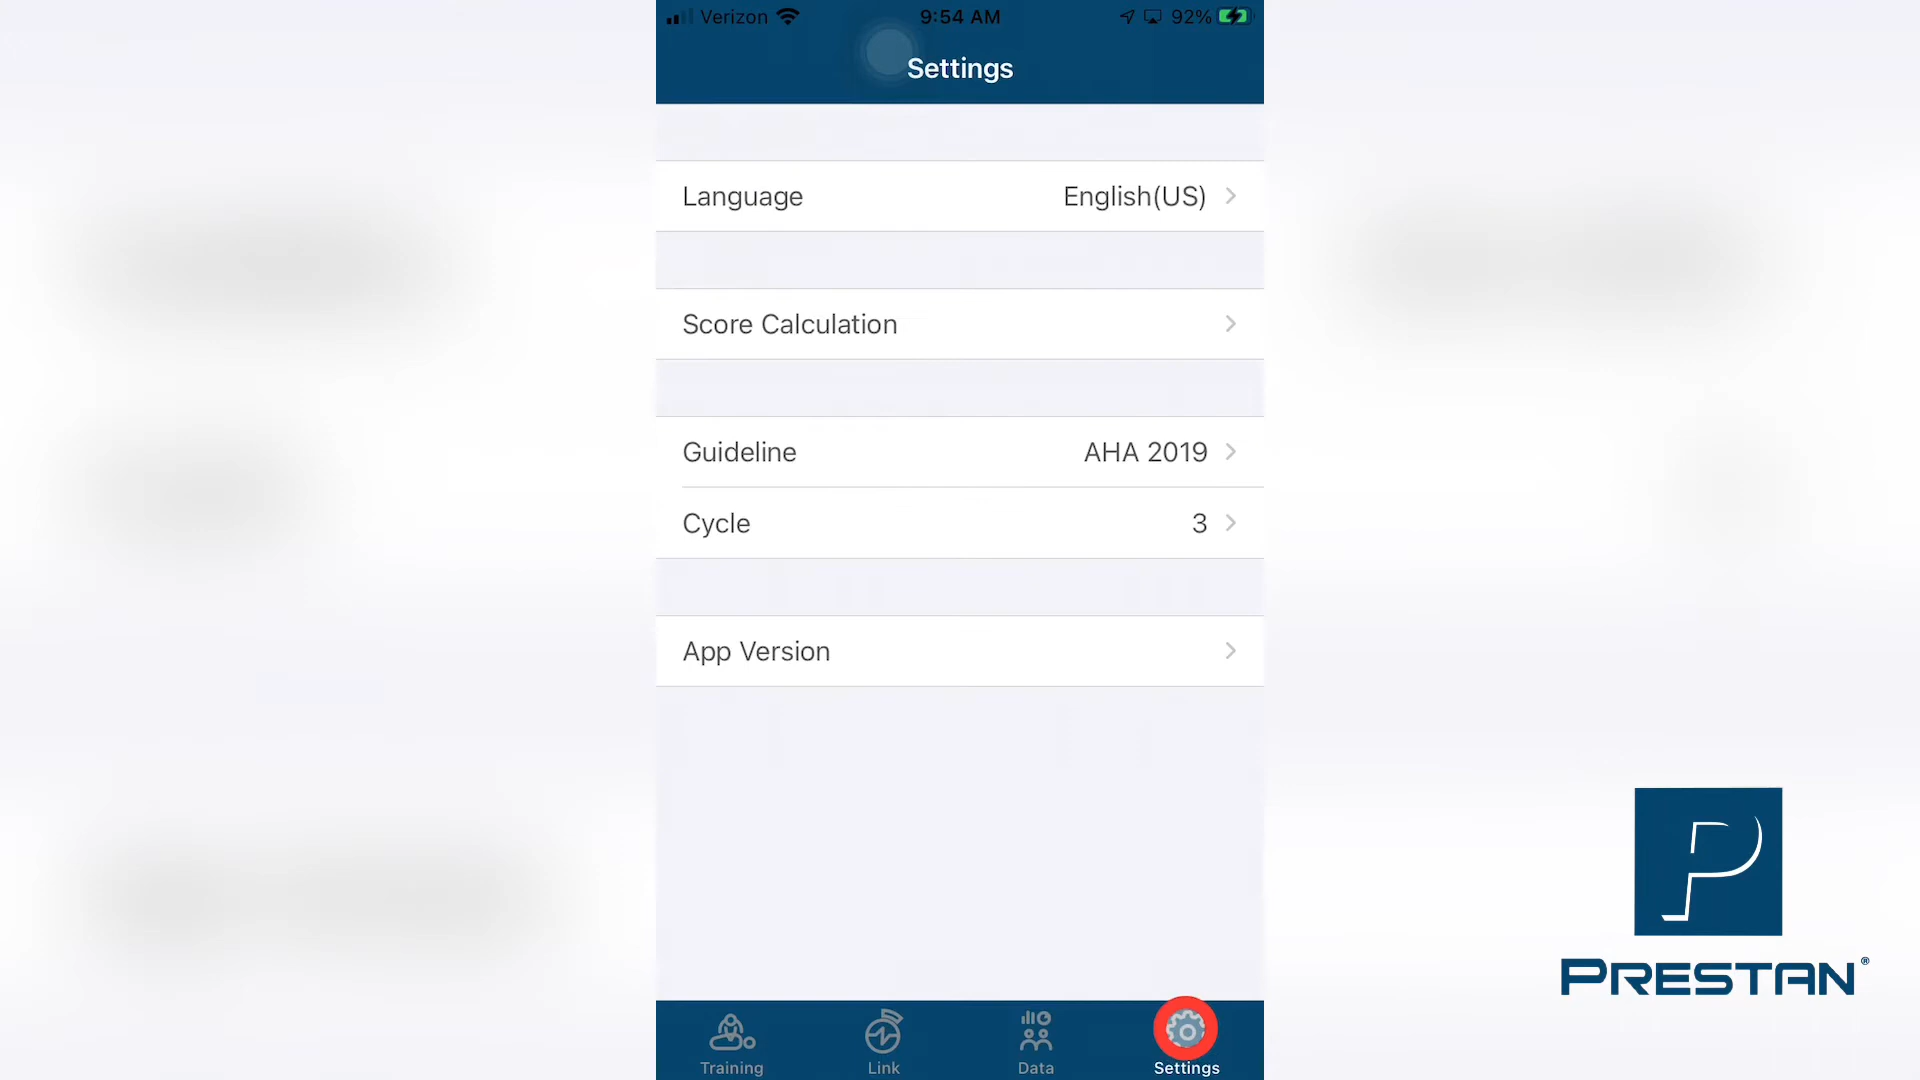 Verizon 9:54 AM 92%
Settings
Language English(US)
Score Calculation
Guideline AHA 2019
Cycle 3
App Version
Training Link Data Settings
P
PRESTAN®